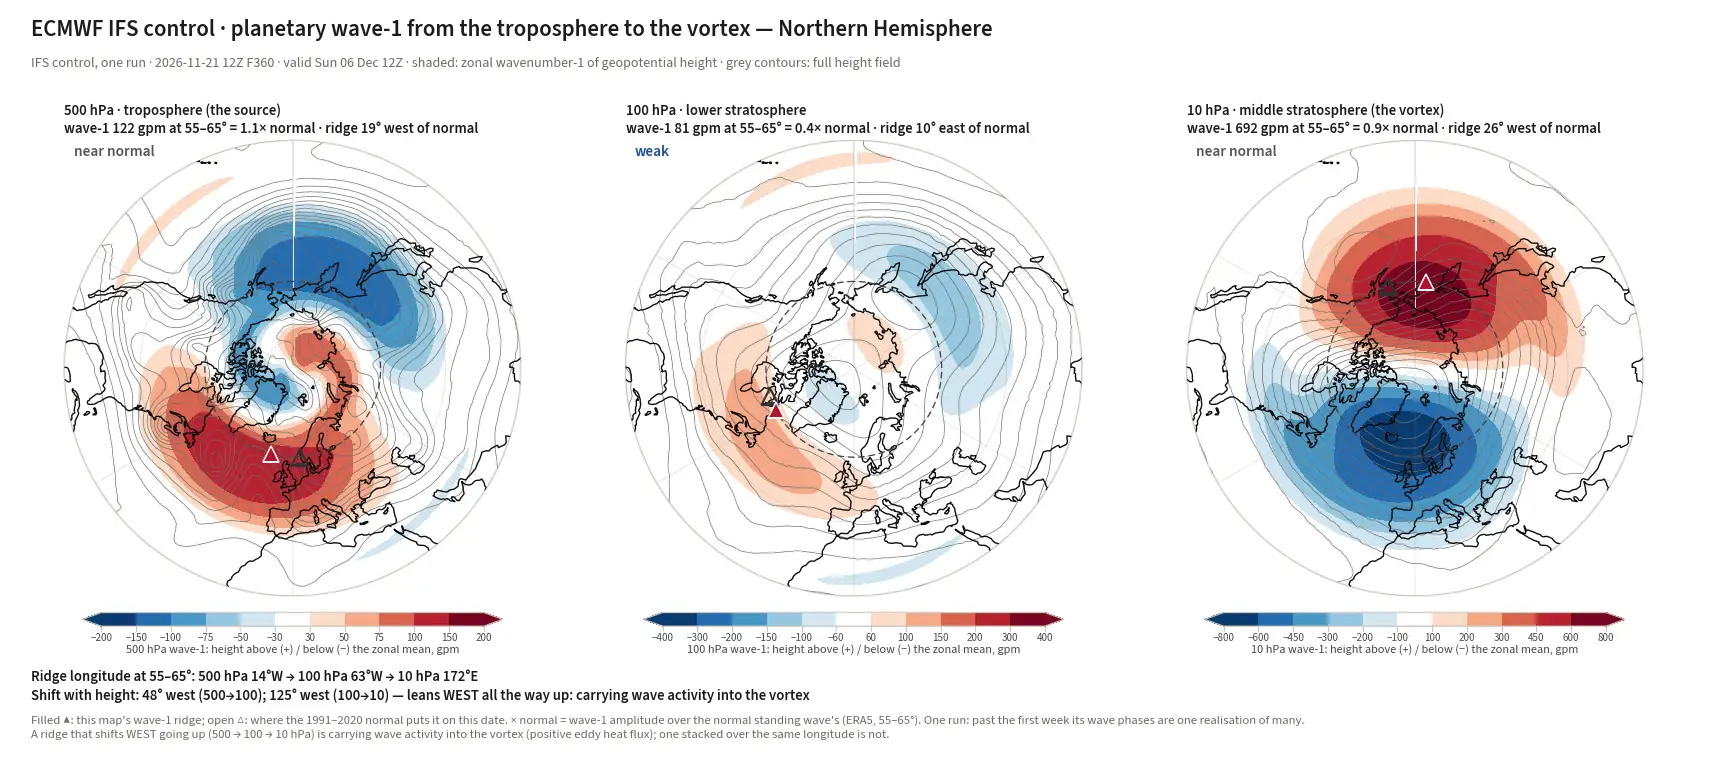 ECMWF IFS control · planetary wave-1 from the troposphere to the vortex — Northern Hemisphere
IFS control, one run · 2026-11-21 12Z F360 · valid Sun 06 Dec 12Z · shaded: zonal wavenumber-1 of geopotential height · grey contours: full height field
500 hPa · troposphere (the source)
wave-1 122 gpm at 55–65° = 1.1× normal · ridge 19° west of normal
near normal
100 hPa · lower stratosphere
wave-1 81 gpm at 55–65° = 0.4× normal · ridge 10° east of normal
weak
10 hPa · middle stratosphere (the vortex)
wave-1 692 gpm at 55–65° = 0.9× normal · ridge 26° west of normal
near normal
−200 −150 −100 −75 −50 −30 30 50 75 100 150 200
500 hPa wave-1: height above (+) / below (−) the zonal mean, gpm
−400 −300 −200 −150 −100 −60 60 100 150 200 300 400
100 hPa wave-1: height above (+) / below (−) the zonal mean, gpm
−800 −600 −450 −300 −200 −100 100 200 300 450 600 800
10 hPa wave-1: height above (+) / below (−) the zonal mean, gpm
Ridge longitude at 55–65°: 500 hPa 14°W → 100 hPa 63°W → 10 hPa 172°E
Shift with height: 48° west (500→100); 125° west (100→10) — leans WEST all the way up: carrying wave activity into the vortex
Filled ▲: this map's wave-1 ridge; open △: where the 1991–2020 normal puts it on this date. × normal = wave-1 amplitude over the normal standing wave's (ERA5, 55–65°). One run: past the first week its wave phases are one realisation of many.
A ridge that shifts WEST going up (500 → 100 → 10 hPa) is carrying wave activity into the vortex (positive eddy heat flux); one stacked over the same longitude is not.